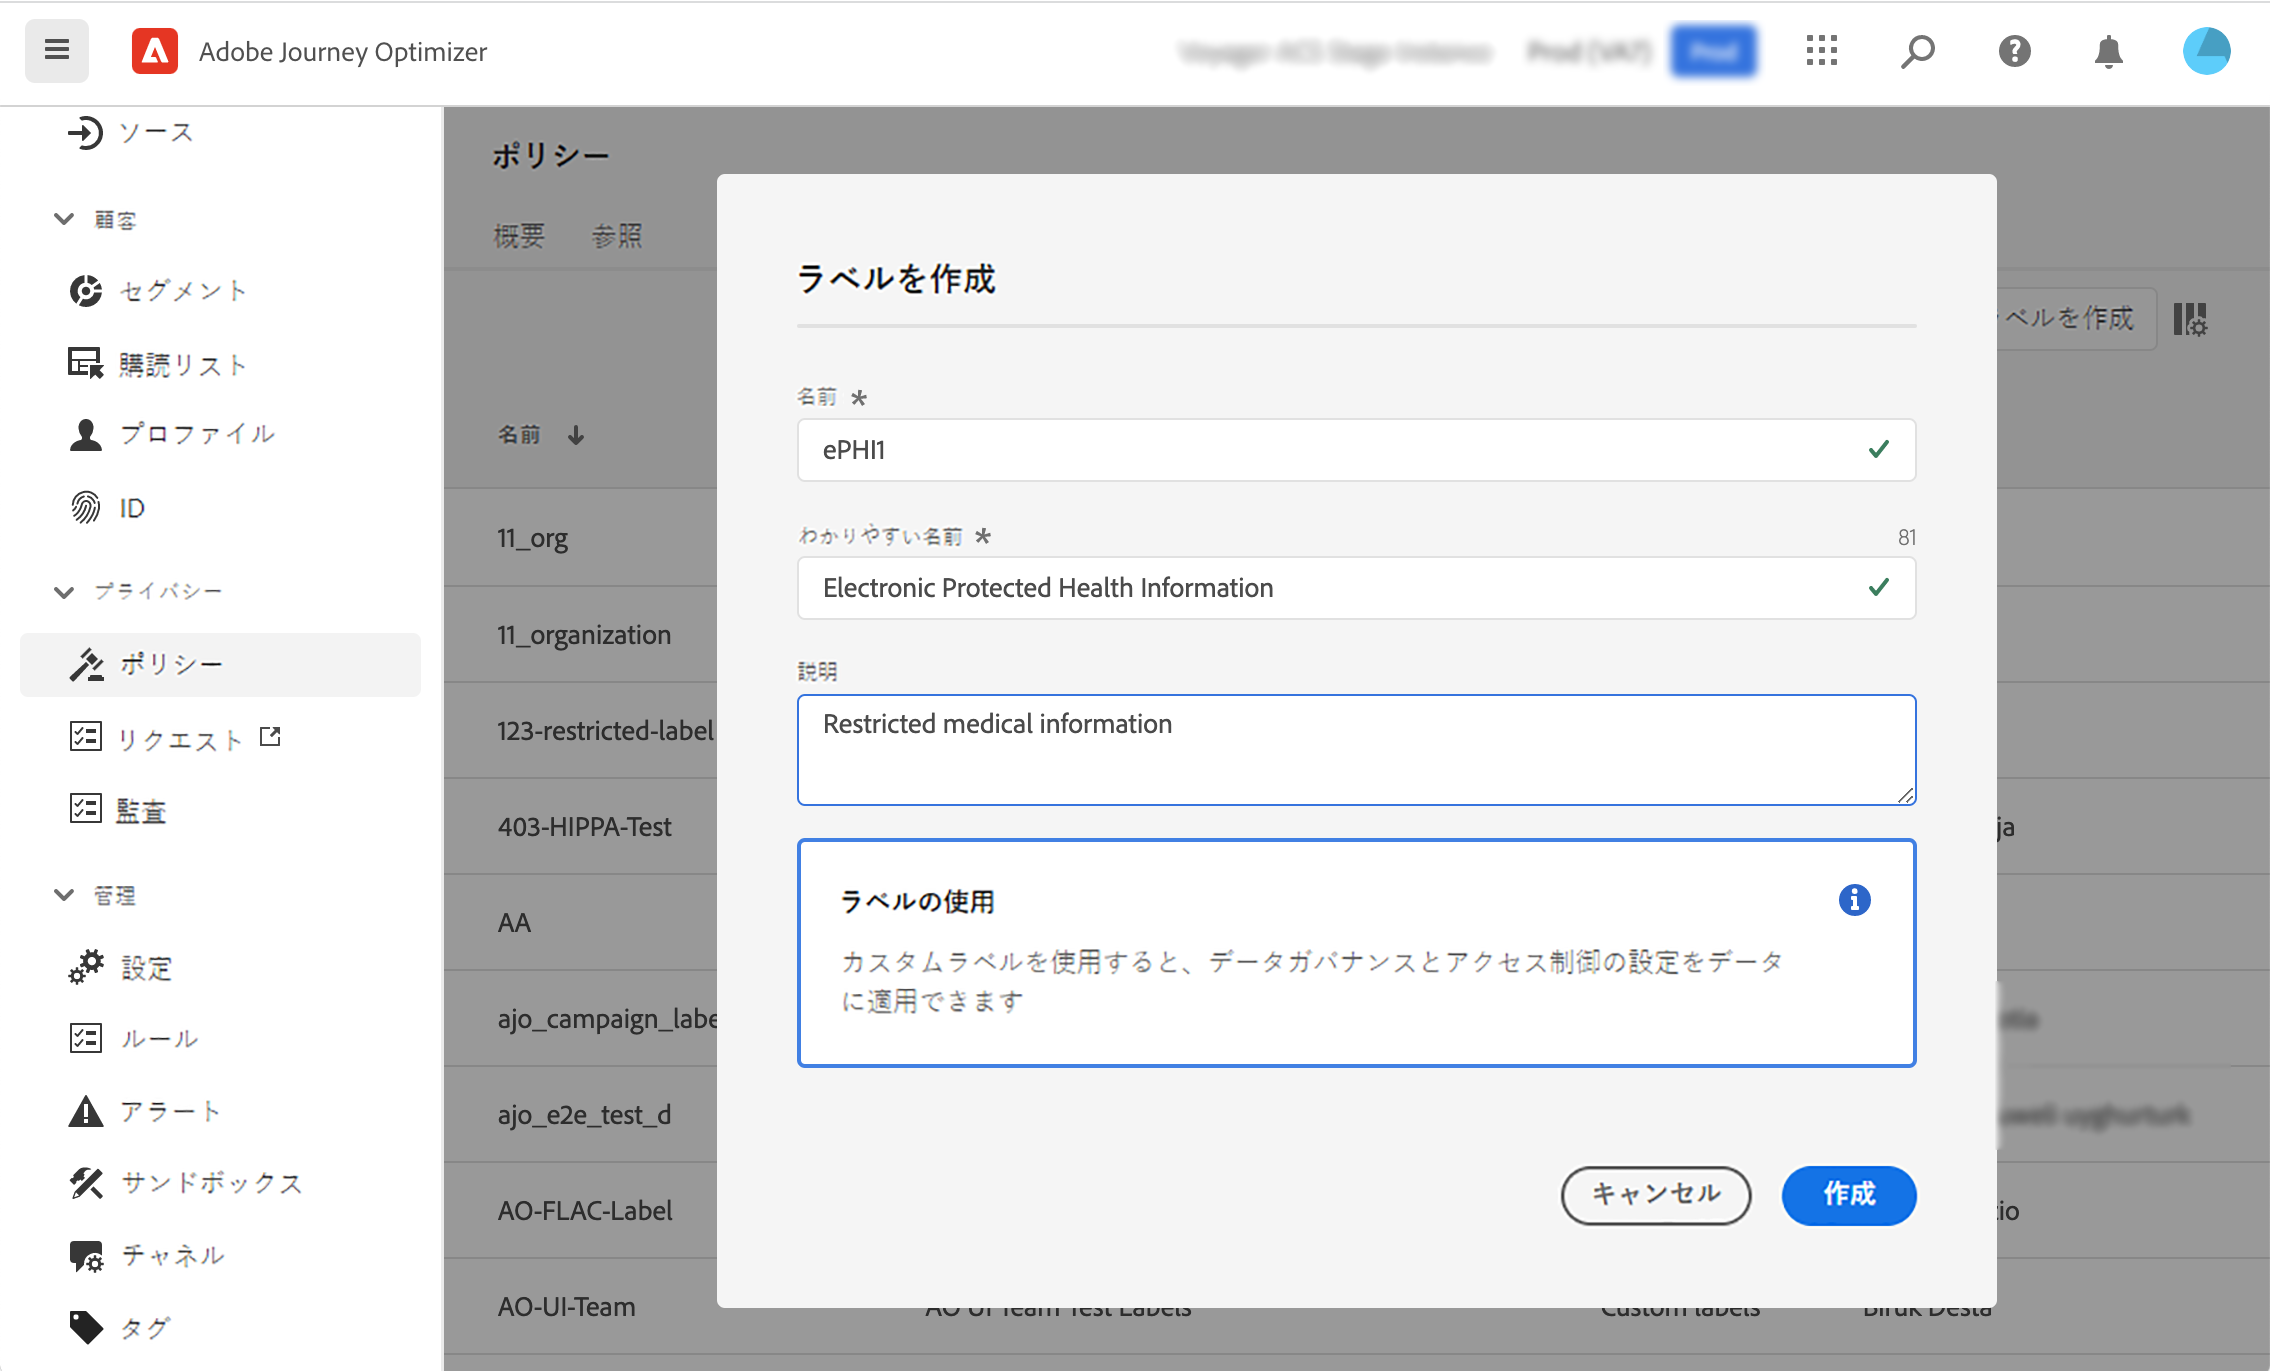 Adobe Journey Optimizer
ソース
顧客
セグメント
購読リスト
プロファイル
ID
プライバシー
ポリシー
リクエスト
監査
管理
設定
ルール
アラート
サンドボックス
チャネル
タグ
ポリシー
概要 参照
ベルを作成
名前
11_org
11_organization
123-restricted-label
403-HIPPA-Test
AA
ajo_campaign_labe
ajo_e2e_test_d
AO-FLAC-Label
AO-UI-Team AO UI Team Test Labels Custom labels Biruk Desta
ja
io
ラベルを作成
名前 *
ePHI1
わかりやすい名前 * 81
Electronic Protected Health Information
説明
Restricted medical information
ラベルの使用
カスタムラベルを使用すると、データガバナンスとアクセス制御の設定をデータ
に適用できます
キャンセル 作成